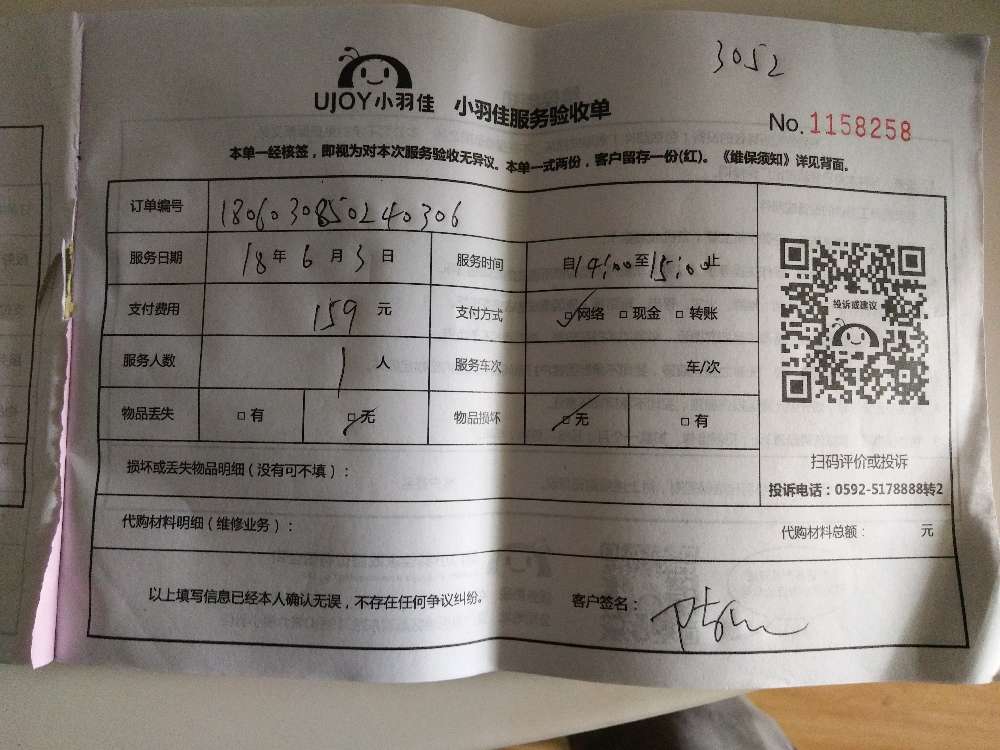 3052
UJOY小羽佳 小羽佳服务验收单
No. 1158258
本单一经核签，即视为对本次服务验收无异议。本单一式两份，客户留存一份(红)。《维保须知》详见背面。
订单编号 180603085024030​6
服务日期 18 年 6 月 3 日 服务时间 自14:00至15:00止
支付费用 159 元 支付方式 □网络 □现金 □转账
投诉或建议
服务人数 1 人 服务车次 车/次
物品丢失 □有 □无 物品损坏 □无 □有
扫码评价或投诉
投诉电话：0592-5178888转2
损坏或丢失物品明细（没有可不填）：
代购材料明细（维修业务）： 代购材料总额： 元
以上填写信息已经本人确认无误，不存在任何争议纠纷。 客户签名：